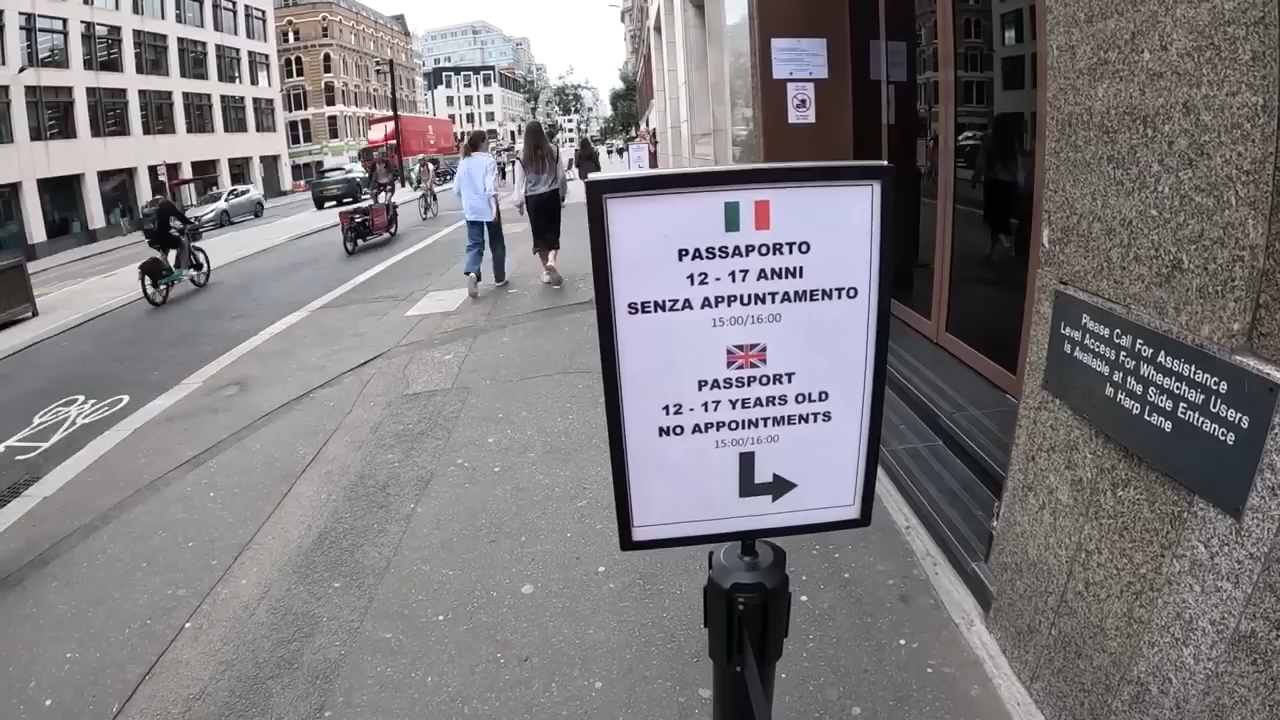 PASSAPORTO
12 - 17 ANNI
SENZA APPUNTAMENTO
15:00/16:00
PASSPORT
12 - 17 YEARS OLD
NO APPOINTMENTS
15:00/16:00
Please Call For Assistance
Level Access For Wheelchair Users
Is Available at the Side Entrance
In Harp Lane